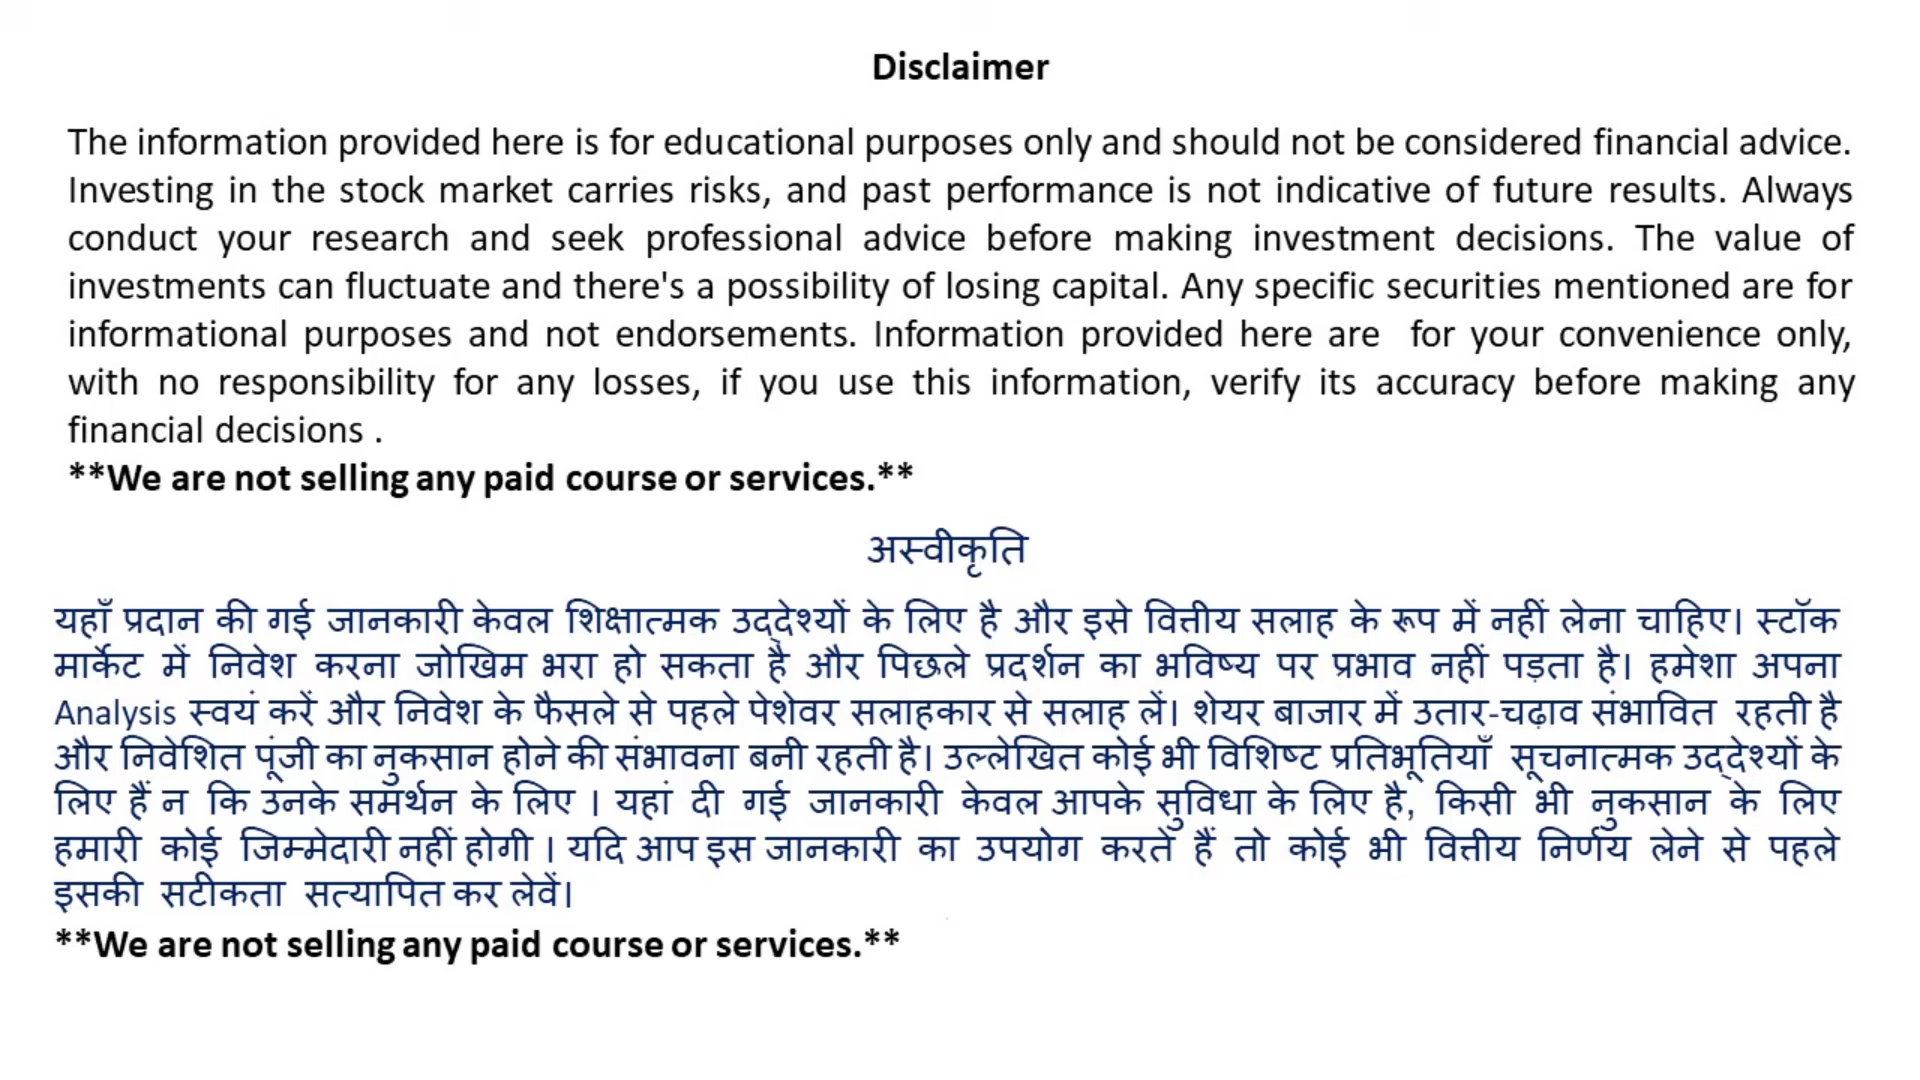 Disclaimer
The information provided here is for educational purposes only and should not be considered financial advice.
Investing in the stock market carries risks, and past performance is not indicative of future results. Always
conduct your research and seek professional advice before making investment decisions. The value of
investments can fluctuate and there's a possibility of losing capital. Any specific securities mentioned are for
informational purposes and not endorsements. Information provided here are for your convenience only,
with no responsibility for any losses, if you use this information, verify its accuracy before making any
financial decisions .
**We are not selling any paid course or services.**
अस्वीकृति
यहाँ प्रदान की गई जानकारी केवल शिक्षात्मक उद्देश्यों के लिए है और इसे वित्तीय सलाह के रूप में नहीं लेना चाहिए। स्टॉक
मार्केट में निवेश करना जोखिम भरा हो सकता है और पिछले प्रदर्शन का भविष्य पर प्रभाव नहीं पड़ता है। हमेशा अपना
Analysis स्वयं करें और निवेश के फैसले से पहले पेशेवर सलाहकार से सलाह लें। शेयर बाजार में उतार-चढ़ाव संभावित रहती है
और निवेशित पूंजी का नुकसान होने की संभावना बनी रहती है। उल्लेखित कोई भी विशिष्ट प्रतिभूतियाँ सूचनात्मक उद्देश्यों के
लिए हैं न कि उनके समर्थन के लिए । यहां दी गई जानकारी केवल आपके सुविधा के लिए है, किसी भी नुकसान के लिए
हमारी कोई जिम्मेदारी नहीं होगी । यदि आप इस जानकारी का उपयोग करते हैं तो कोई भी वित्तीय निर्णय लेने से पहले
इसकी सटीकता सत्यापित कर लेवें।
**We are not selling any paid course or services.**